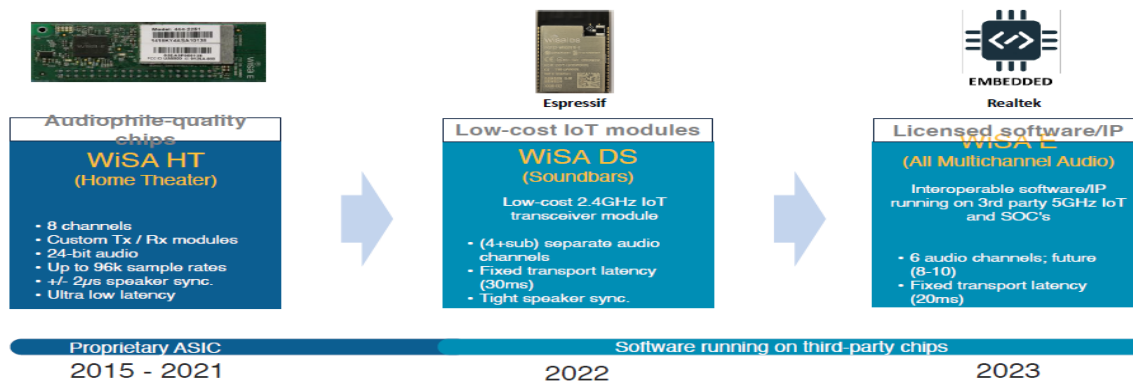 WiSA E
Espressif
EMBEDDED
Realtek
Audiophile-quality
chips
WiSA HT
(Home Theater)
• 8 channels
• Custom Tx / Rx modules
• 24-bit audio
• Up to 96k sample rates
• +/- 2µs speaker sync.
• Ultra low latency
Low-cost IoT modules
WiSA DS
(Soundbars)
Low-cost 2.4GHz IoT
transceiver module
• (4+sub) separate audio
channels
• Fixed transport latency
(30ms)
• Tight speaker sync.
Licensed software/IP
WiSA E
(All Multichannel Audio)
Interoperable software/IP
running on 3rd party 5GHz IoT
and SOC's
• 6 audio channels; future
(8-10)
• Fixed transport latency
(20ms)
Proprietary ASIC
Software running on third-party chips
2015 - 2021
2022
2023